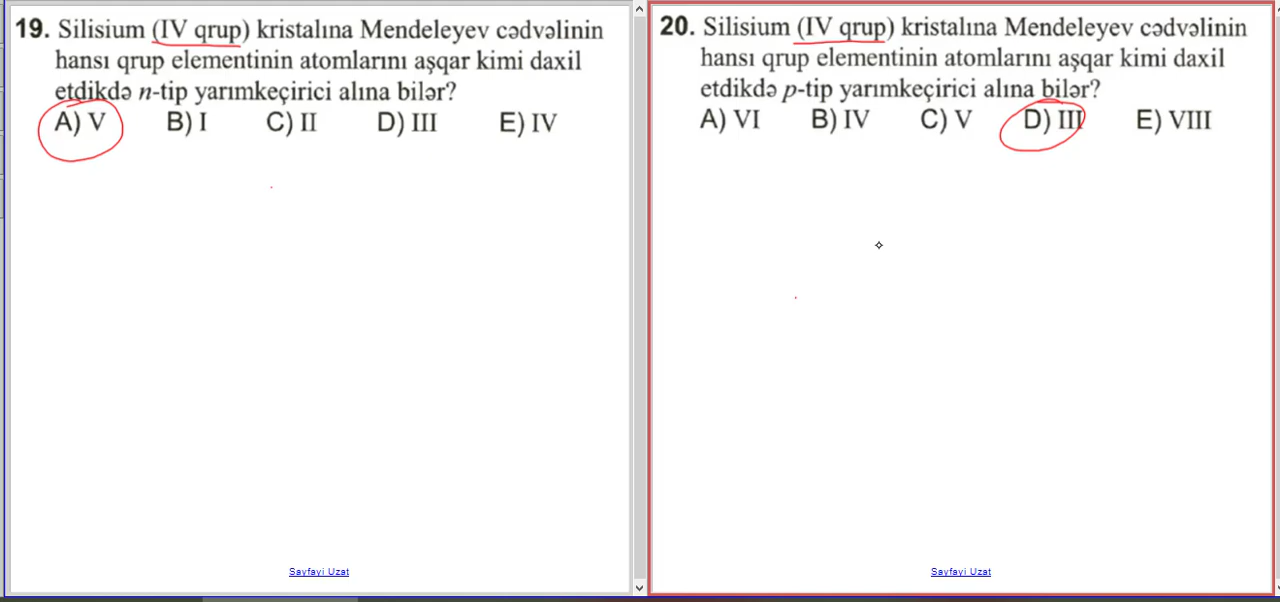 19. Silisium (IV qrup) kristalına Mendeleyev cədvəlinin
hansı qrup elementinin atomlarını aşqar kimi daxil
etdikdə n-tip yarımkeçirici alına bilər?
A) V B) I C) II D) III E) IV
Sayfayi Uzat
20. Silisium (IV qrup) kristalına Mendeleyev cədvəlinin
hansı qrup elementinin atomlarını aşqar kimi daxil
etdikdə p-tip yarımkeçirici alına bilər?
A) VI B) IV C) V D) III E) VIII
Sayfayi Uzat